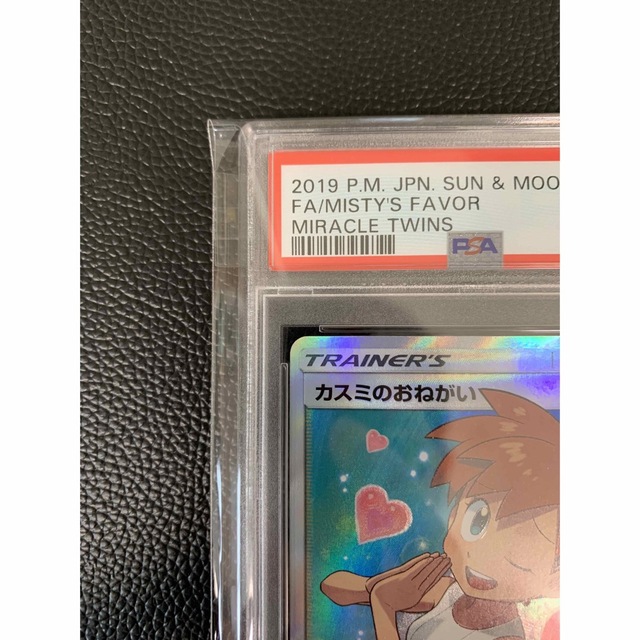 2019 P.M. JPN. SUN & MOO
FA/MISTY'S FAVOR
MIRACLE TWINS
PSA
TRAINER'S
カスミのおねがい